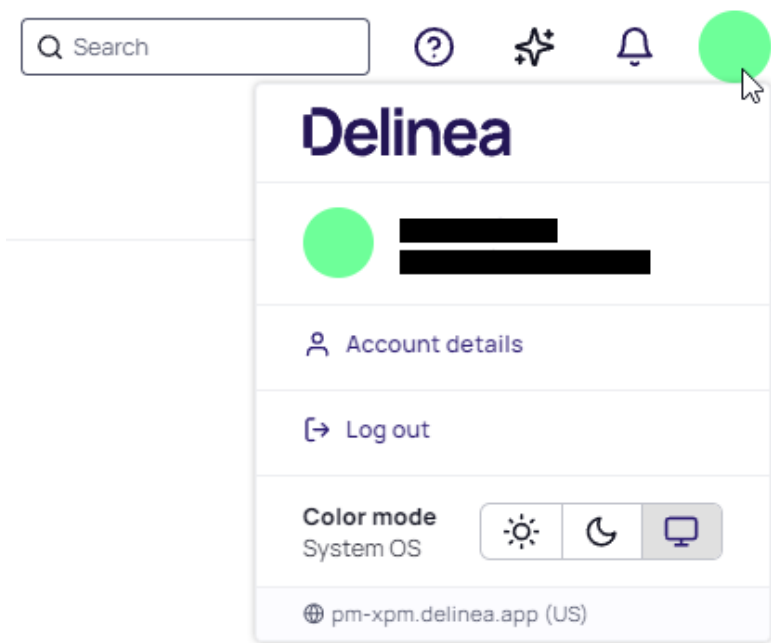 Search
Delinea
Account details
Log out
Color mode
System OS
pm-xpm.delinea.app (US)